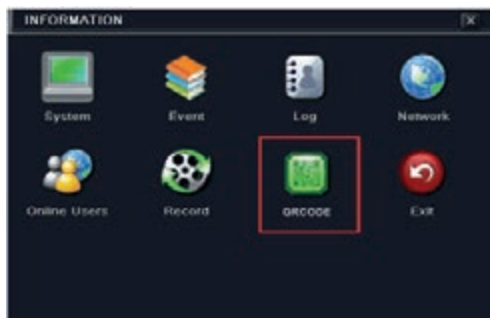 INFORMATION X
System Event Log Network
Online Users Record QRCODE Exit